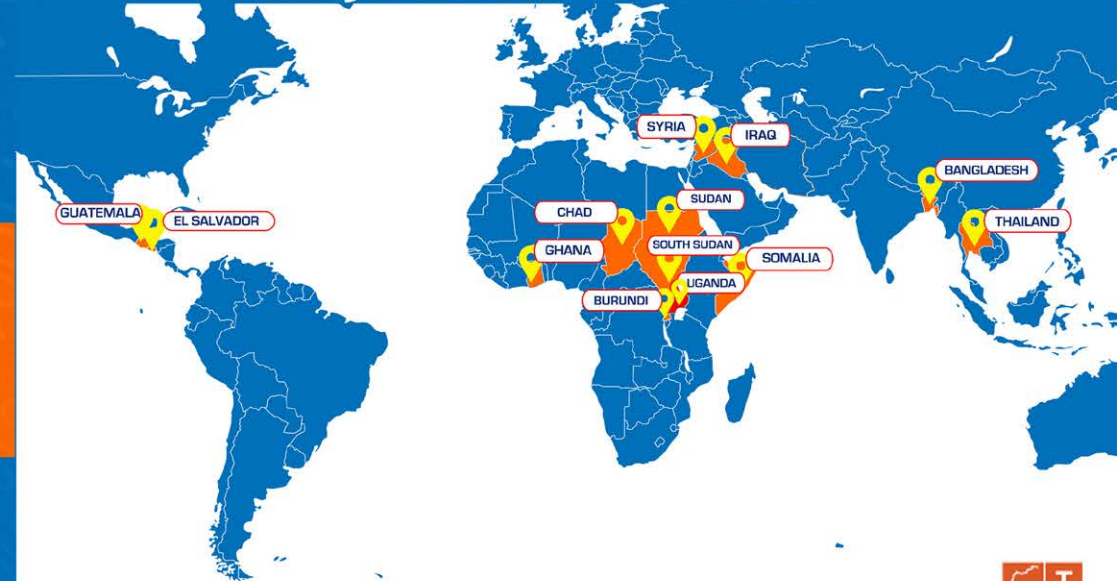 SYRIA
IRAQ
BANGLADESH
SUDAN
GUATEMALA
EL SALVADOR
CHAD
THAILAND
SOUTH SUDAN
GHANA
SOMALIA
UGANDA
BURUNDI
T